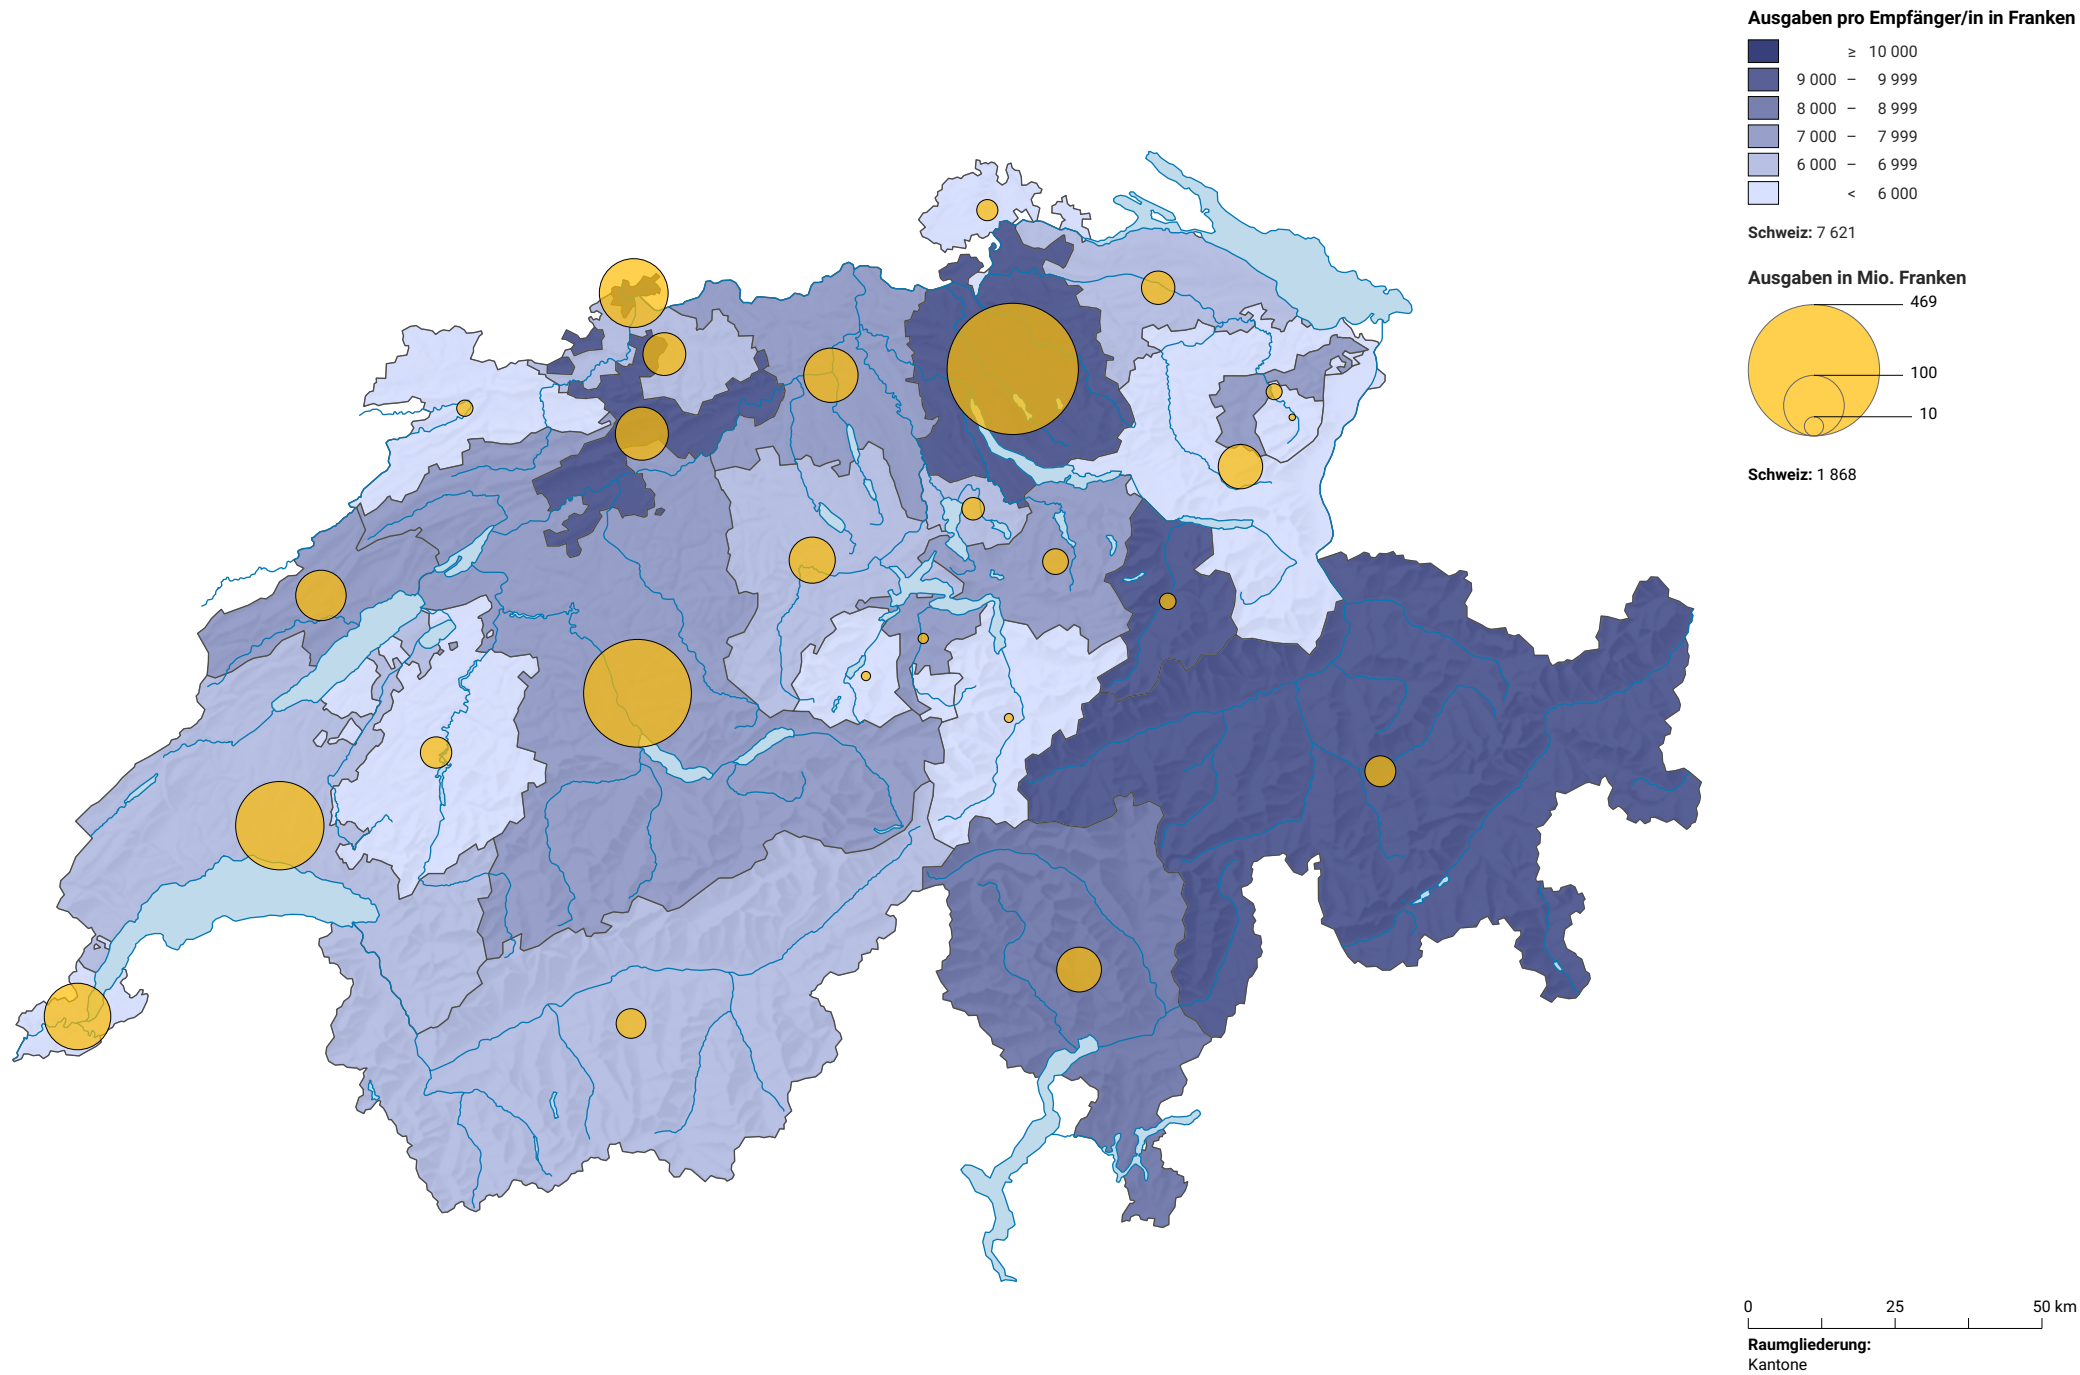 Ausgaben pro Empfänger/in in Franken
≥ 10 000
9 000 – 9 999
8 000 – 8 999
7 000 – 7 999
6 000 – 6 999
< 6 000
Schweiz: 7 621
Ausgaben in Mio. Franken
469
100
10
Schweiz: 1 868
0 25 50 km
Raumgliederung:
Kantone